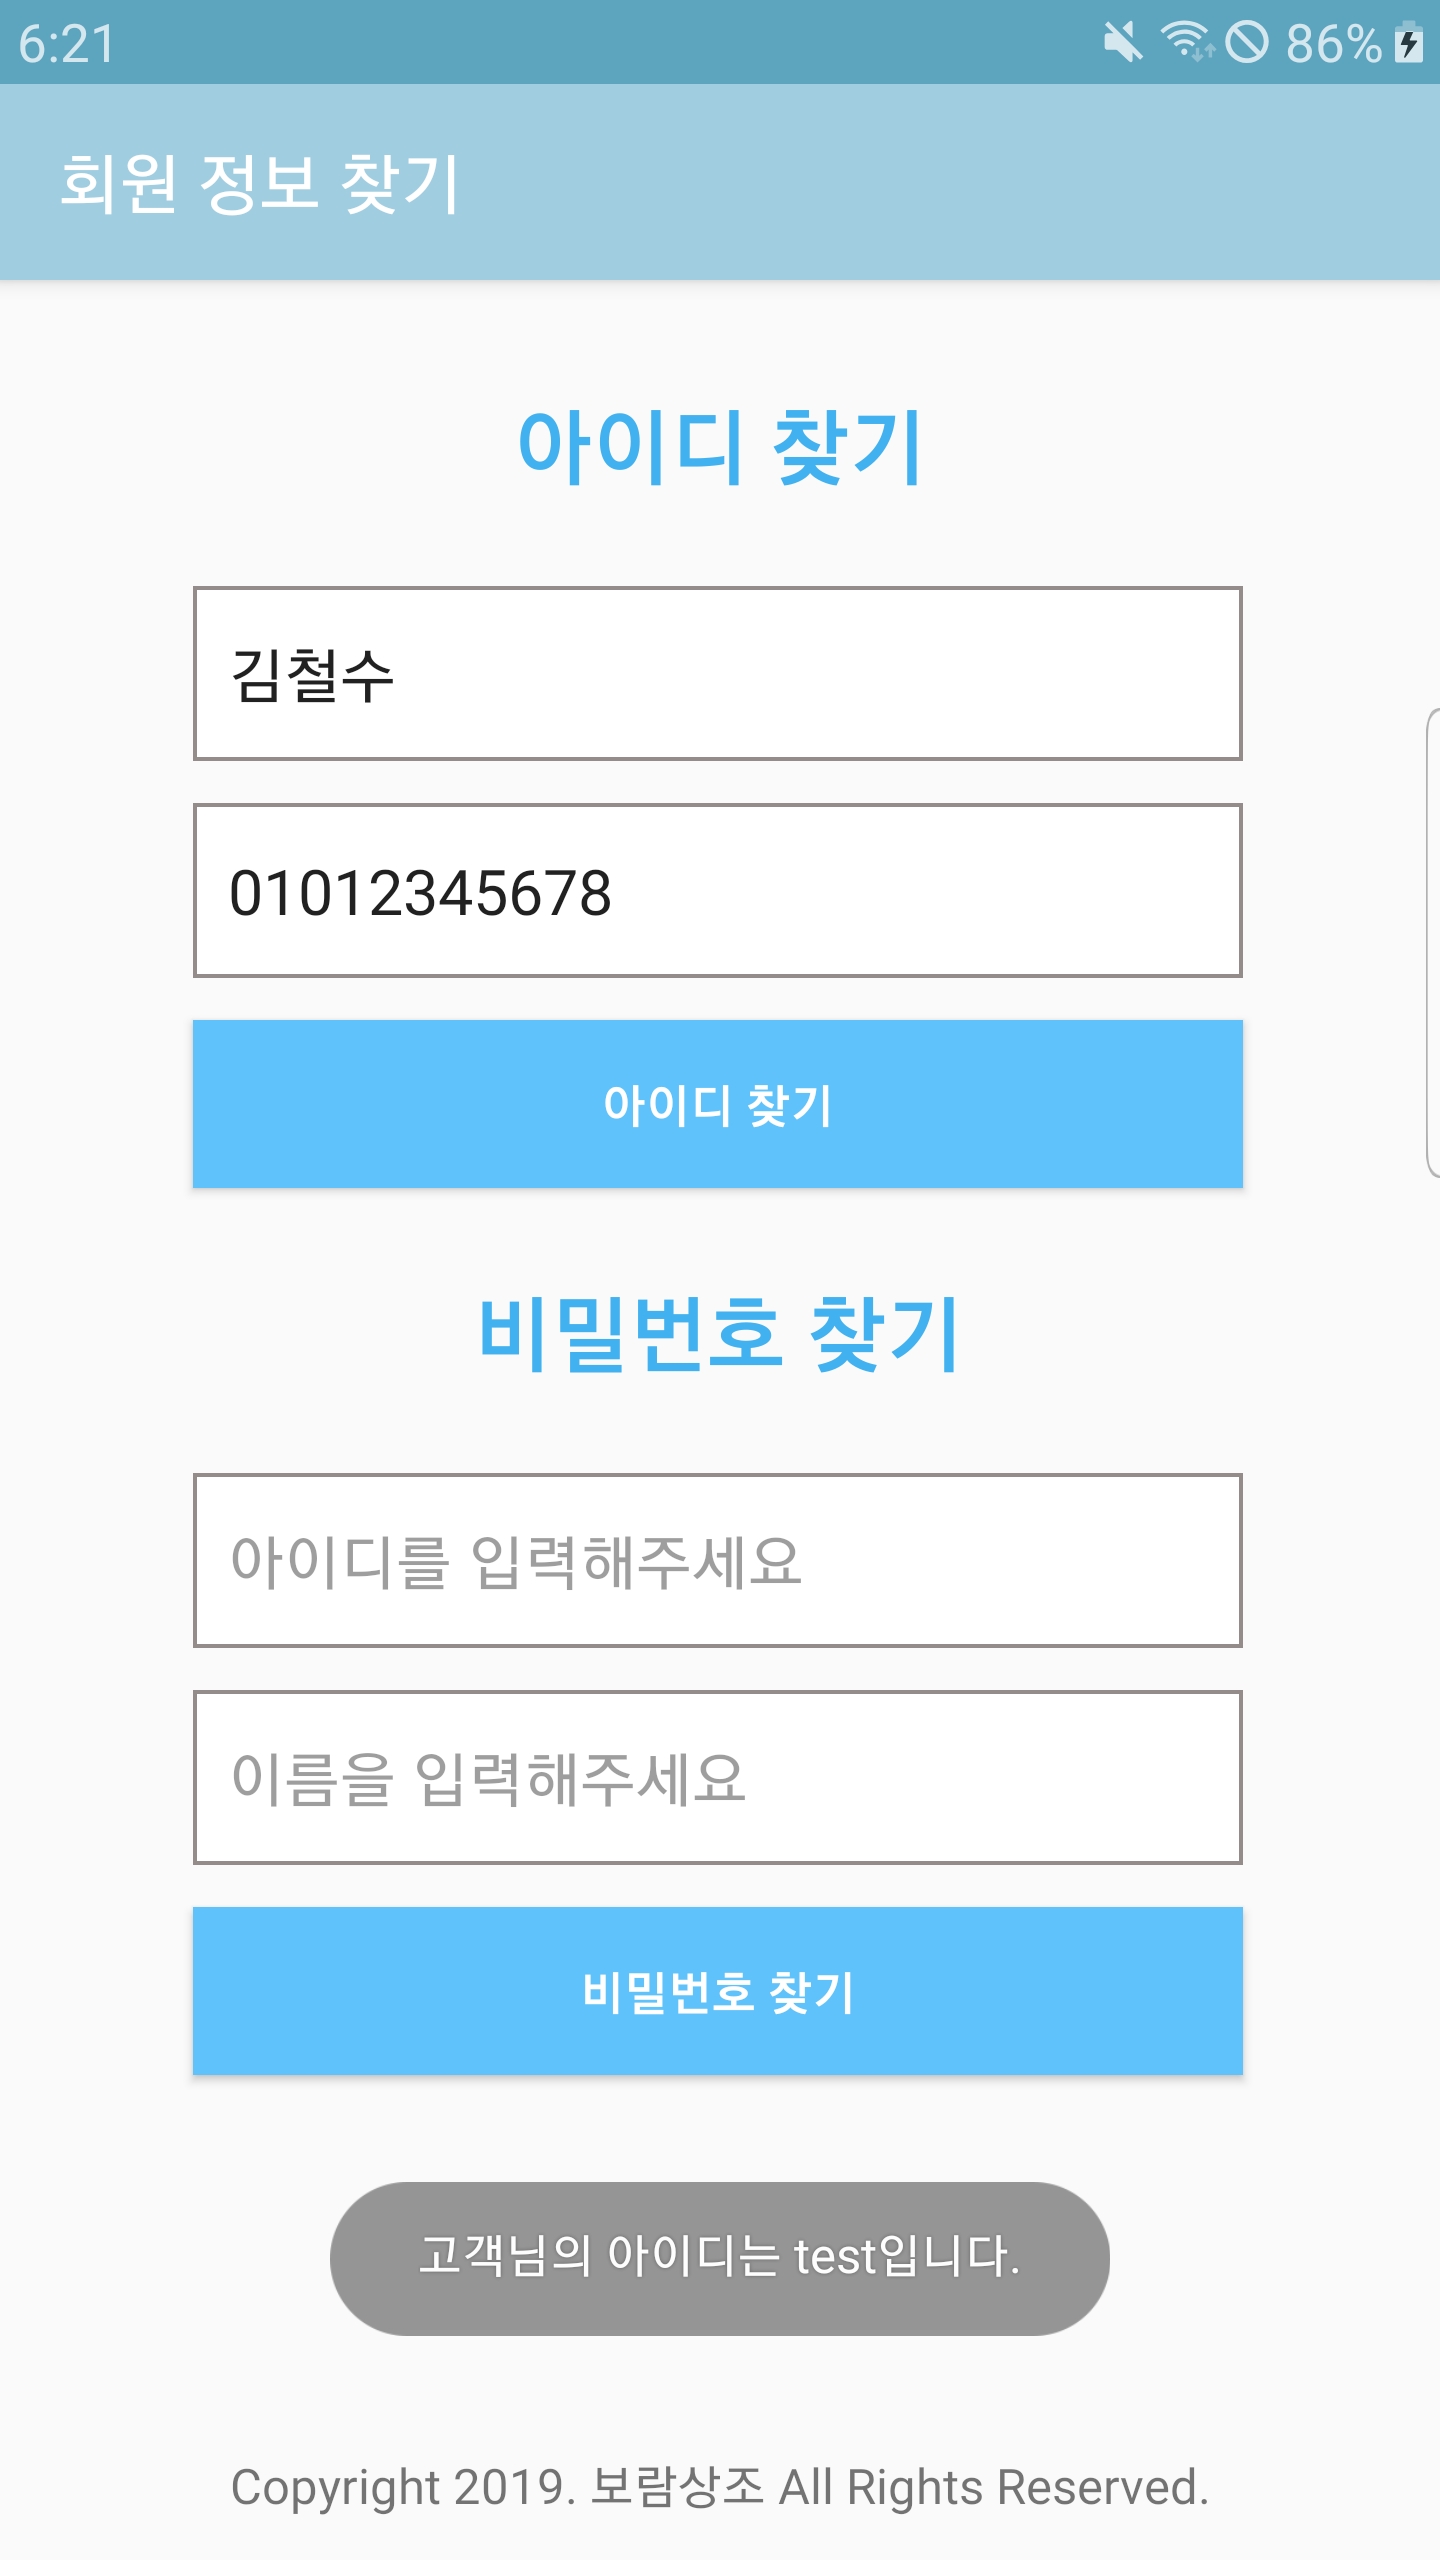 6:21 86%
회원 정보 찾기
아이디 찾기
김철수
01012345678
아이디 찾기
비밀번호 찾기
아이디를 입력해주세요
이름을 입력해주세요
비밀번호 찾기
고객님의 아이디는 test입니다.
Copyright 2019. 보람상조 All Rights Reserved.